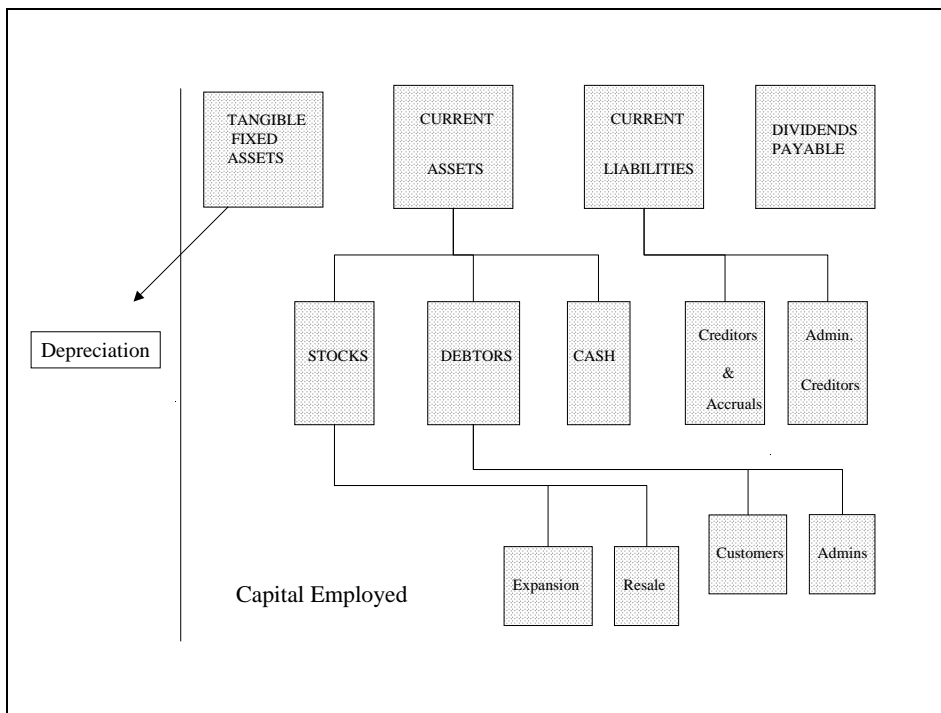 TANGIBLE
FIXED
ASSETS
CURRENT
ASSETS
CURRENT
LIABILITIES
DIVIDENDS
PAYABLE
Depreciation
STOCKS
DEBTORS
CASH
Creditors
&
Accruals
Admin.
Creditors
Customers
Admins
Expansion
Resale
Capital Employed